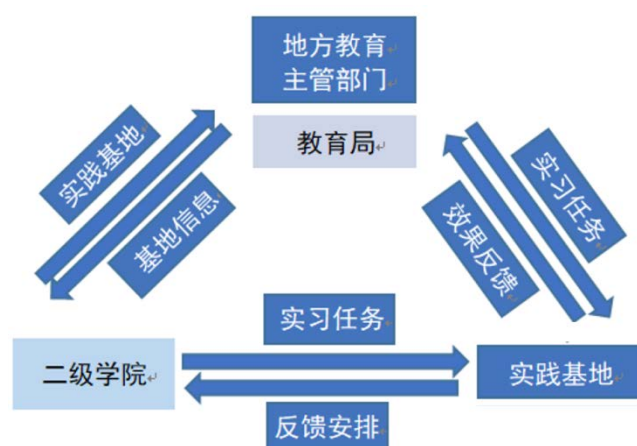 地方教育
主管部门
教育局
实践基地
基地信息
实习任务
效果反馈
实习任务
二级学院
实践基地
反馈安排